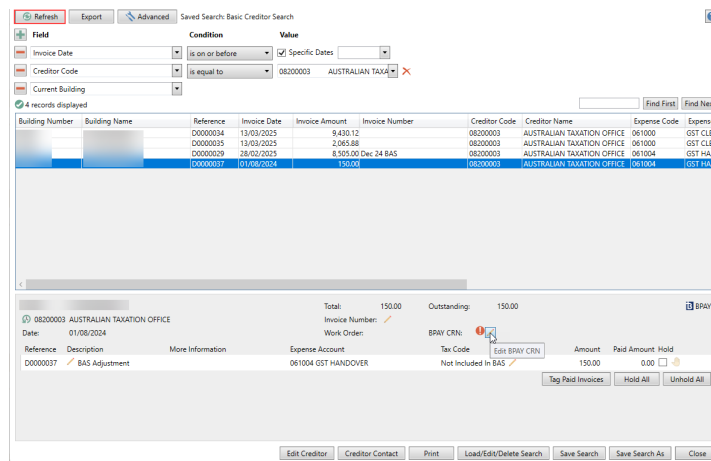 Refresh Export Advanced Saved Search: Basic Creditor Search
Field Condition Value
Invoice Date is on or before Specific Dates
Creditor Code is equal to 08200003 AUSTRALIAN TAXA
Current Building
4 records displayed Find First Find Nex
Building Number Building Name Reference Invoice Date Invoice Amount Invoice Number Creditor Code Creditor Name Expense Code Expens
D0000034 13/03/2025 9,430.12 08200003 AUSTRALIAN TAXATION OFFICE 061000 GST CLE
D0000035 13/03/2025 2,065.88 08200003 AUSTRALIAN TAXATION OFFICE 061000 GST CLE
D0000029 28/02/2025 8,505.00 Dec 24 BAS 08200003 AUSTRALIAN TAXATION OFFICE 061004 GST HA
D0000037 01/08/2024 150.00 08200003 AUSTRALIAN TAXATION OFFICE 061004 GST HA
Total: 150.00 Outstanding: 150.00 BPAY
08200003 AUSTRALIAN TAXATION OFFICE Invoice Number:
Date: 01/08/2024 Work Order: BPAY CRN:
Edit BPAY CRN
Reference Description More Information Expense Account Tax Code Amount Paid Amount Hold
D0000037 BAS Adjustment 061004 GST HANDOVER Not Included In BAS 150.00 0.00
Tag Paid Invoices Hold All Unhold All
Edit Creditor Creditor Contact Print Load/Edit/Delete Search Save Search Save Search As Close